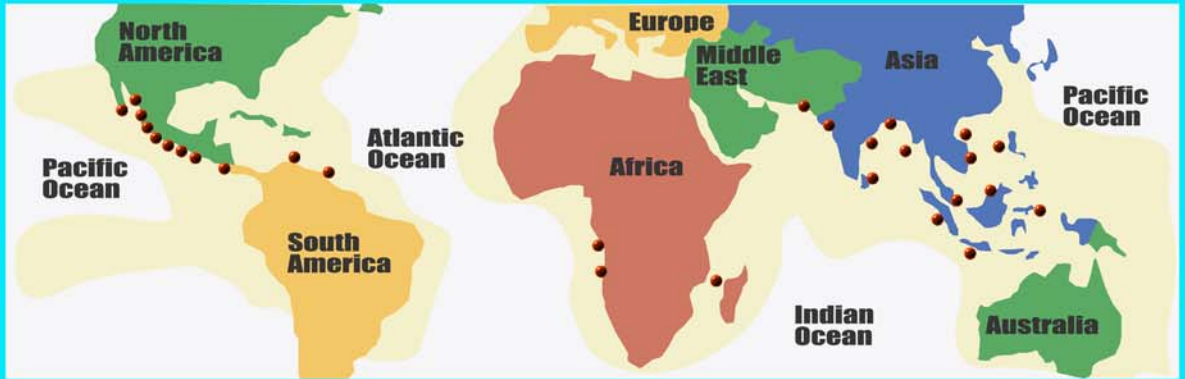 North
America
Europe
Middle
East
Asia
Pacific
Ocean
Atlantic
Ocean
Pacific
Ocean
Africa
South
America
Indian
Ocean
Australia